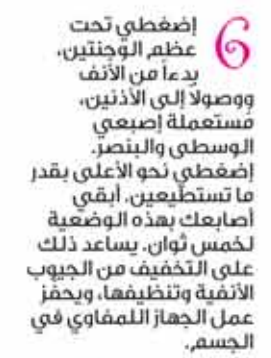 6
إضغطي تحت
عظم الوجنتين،
بدءاً من الأنف
ووصولاً إلى الأذنين،
مستعملة إصبعي
الوسطى والبنصر.
إضغطي نحو الأعلى بقدر
ما تستطيعين. أبقي
أصابعك بهذه الوضعية
لخمس ثوان. يساعد ذلك
على التخفيف من الجيوب
الأنفية وتنظيفها، ويحفز
عمل الجهاز اللمفاوي في
الجسم.